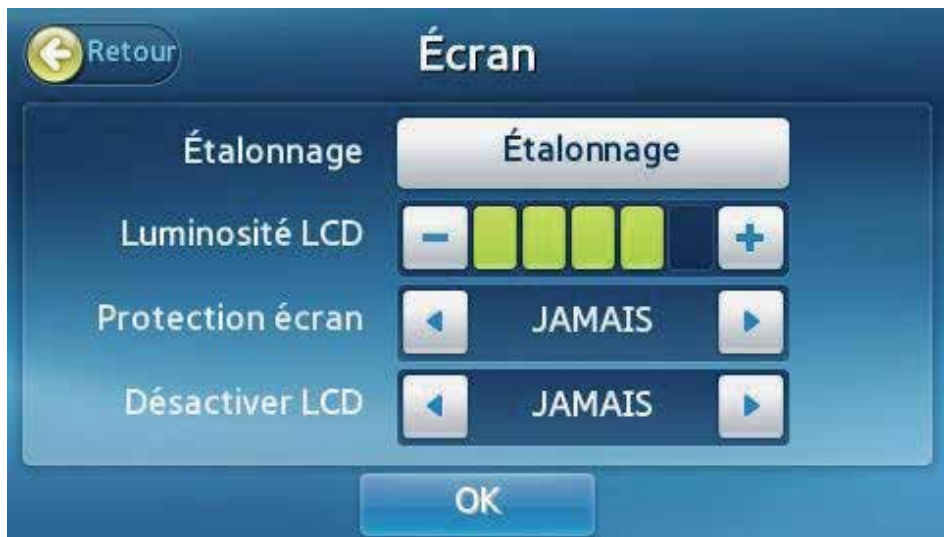 Retour
Écran
Étalonnage Étalonnage
Luminosité LCD - +
Protection écran JAMAIS
Désactiver LCD JAMAIS
OK